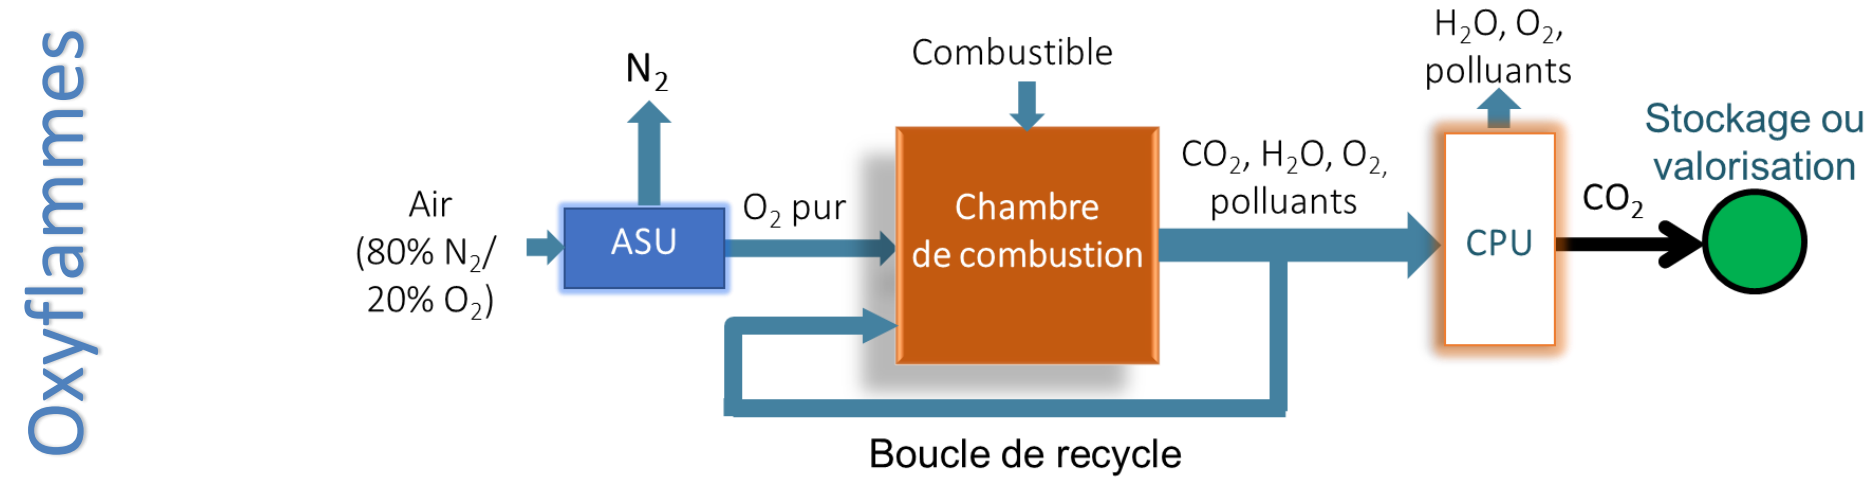 Oxyflammes
Air
(80% N₂/
20% O₂)
N₂
ASU
O₂ pur
Combustible
Chambre
de combustion
CO₂, H₂O, O₂,
polluants
Boucle de recycle
H₂O, O₂,
polluants
CPU
CO₂
Stockage ou
valorisation